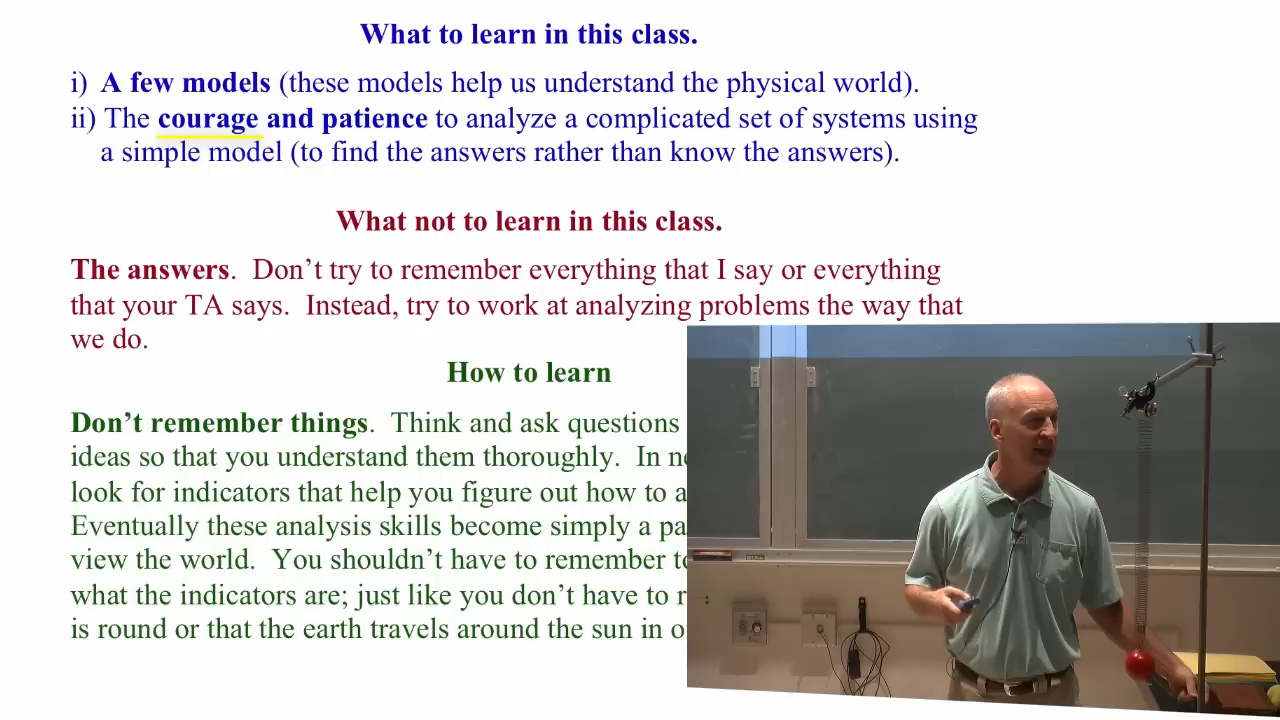 What to learn in this class.
i) A few models (these models help us understand the physical world).
ii) The courage and patience to analyze a complicated set of systems using
a simple model (to find the answers rather than know the answers).
What not to learn in this class.
The answers. Don't try to remember everything that I say or everything
that your TA says. Instead, try to work at analyzing problems the way that
we do.
How to learn
Don't remember things. Think and ask questions
ideas so that you understand them thoroughly. In
look for indicators that help you figure out how to
Eventually these analysis skills become simply a
view the world. You shouldn't have to remember
what the indicators are; just like you don't have to
is round or that the earth travels around the sun in